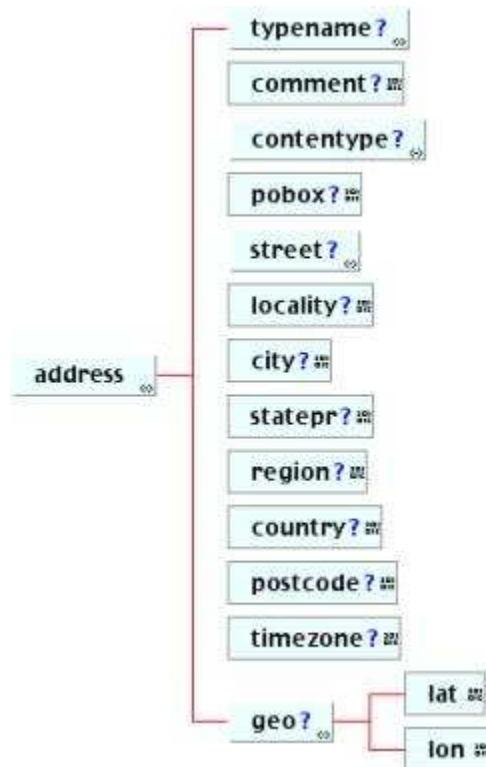 typename?
comment?
contentype?
pobox?
street?
locality?
address
city?
statepr?
region?
country?
postcode?
timezone?
geo?
lat
lon